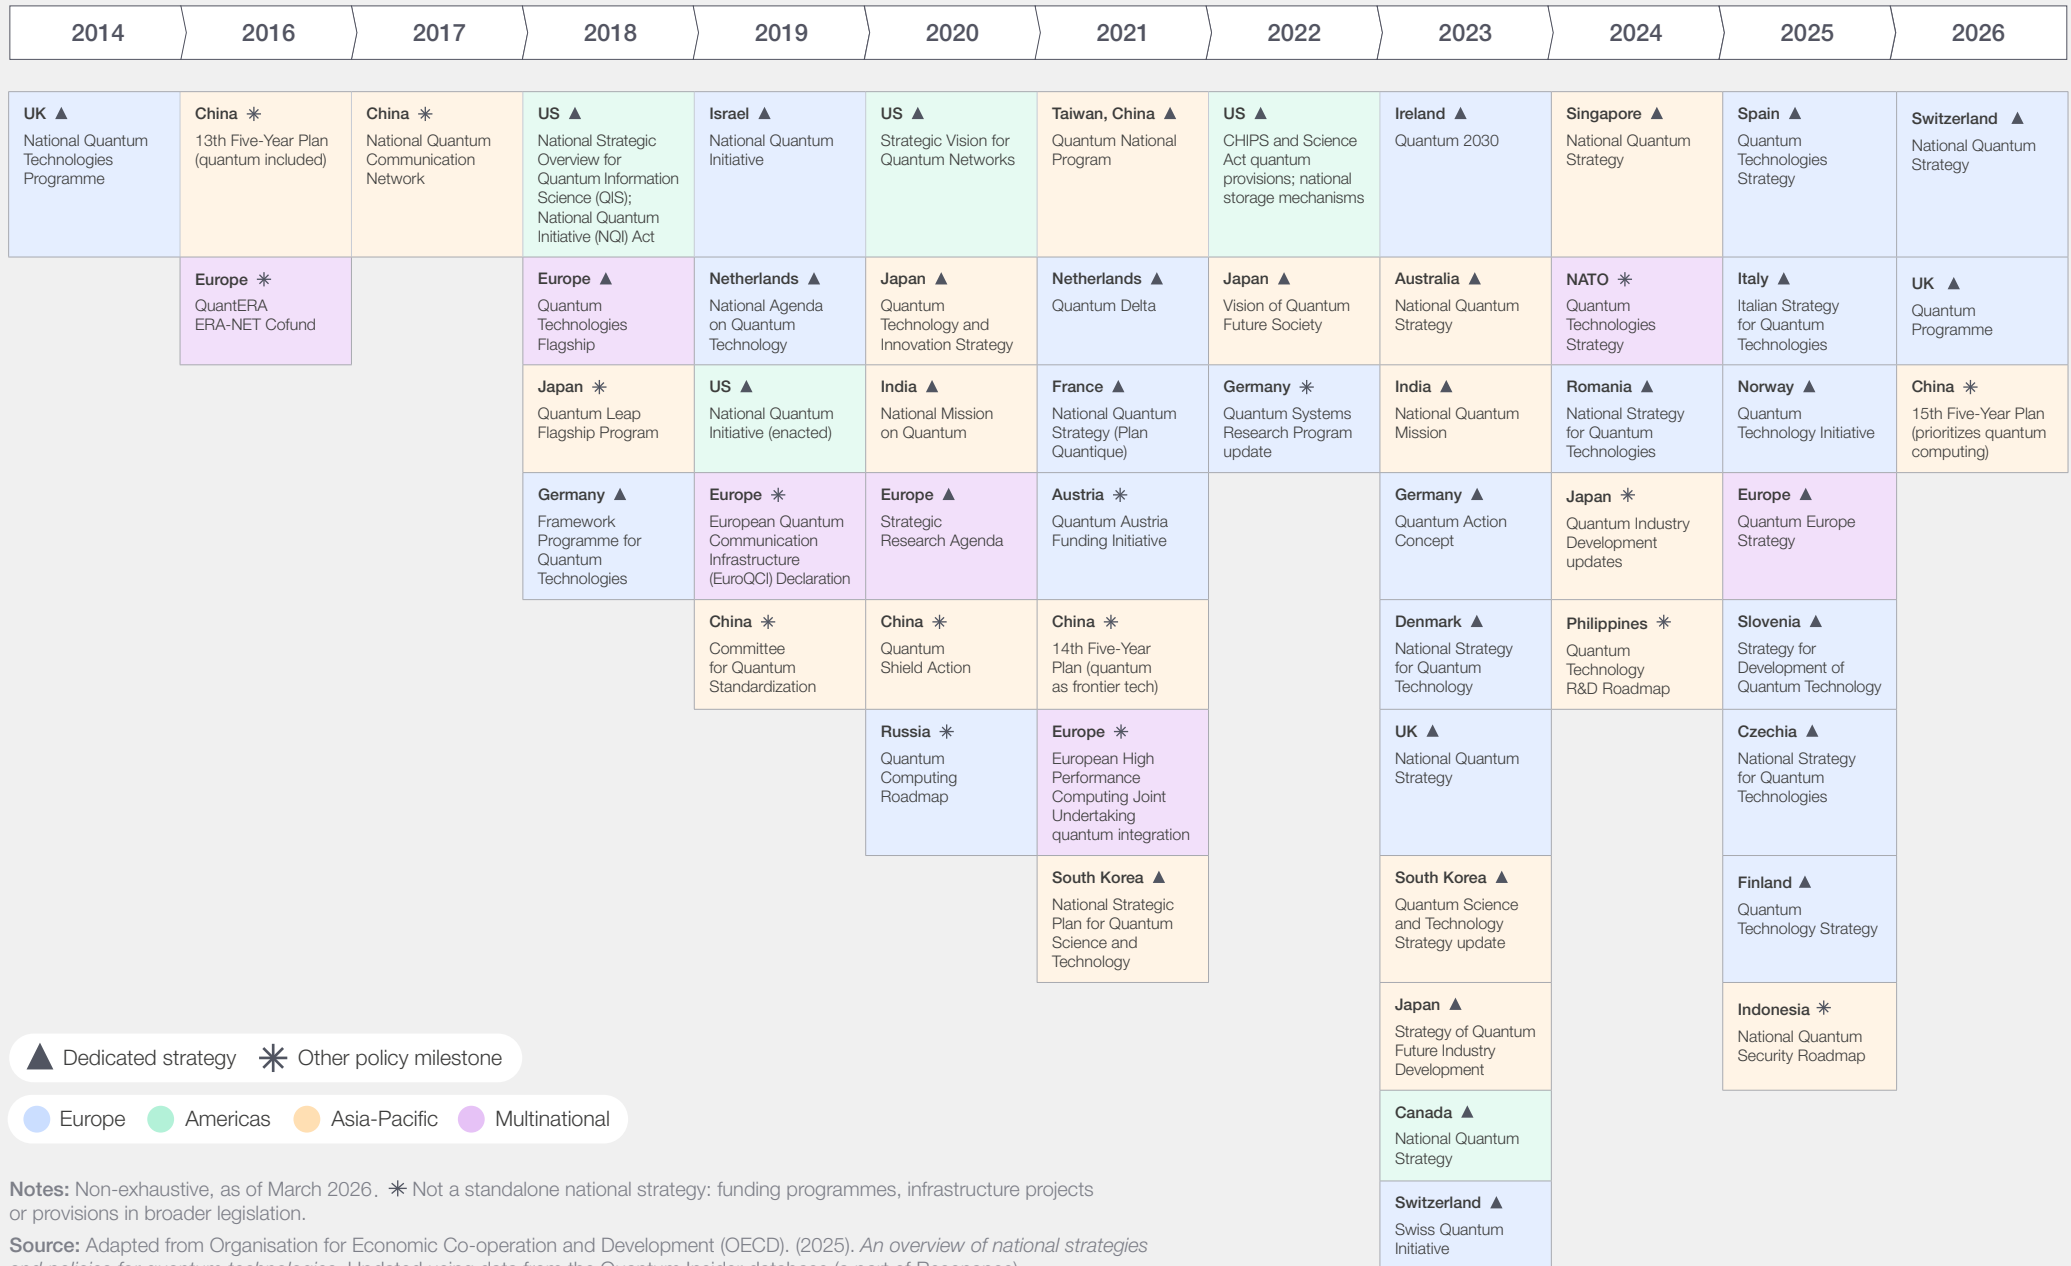 2014
2016
2017
2018
2019
2020
2021
2022
2023
2024
2025
2026
UK ▲
National Quantum
Technologies
Programme
China ✳
13th Five-Year Plan
(quantum included)
China ✳
National Quantum
Communication
Network
US ▲
National Strategic
Overview for
Quantum Information
Science (QIS);
National Quantum
Initiative (NQI) Act
Israel ▲
National Quantum
Initiative
US ▲
Strategic Vision for
Quantum Networks
Taiwan, China ▲
Quantum National
Program
US ▲
CHIPS and Science
Act quantum
provisions; national
storage mechanisms
Ireland ▲
Quantum 2030
Singapore ▲
National Quantum
Strategy
Spain ▲
Quantum
Technologies
Strategy
Switzerland ▲
National Quantum
Strategy
Europe ✳
QuantERA
ERA-NET Cofund
Europe ▲
Quantum
Technologies
Flagship
Netherlands ▲
National Agenda
on Quantum
Technology
Japan ▲
Quantum
Technology and
Innovation Strategy
Netherlands ▲
Quantum Delta
Japan ▲
Vision of Quantum
Future Society
Australia ▲
National Quantum
Strategy
NATO ✳
Quantum
Technologies
Strategy
Italy ▲
Italian Strategy
for Quantum
Technologies
UK ▲
Quantum
Programme
Japan ✳
Quantum Leap
Flagship Program
US ▲
National Quantum
Initiative (enacted)
India ▲
National Mission
on Quantum
France ▲
National Quantum
Strategy (Plan
Quantique)
Germany ✳
Quantum Systems
Research Program
update
India ▲
National Quantum
Mission
Romania ▲
National Strategy
for Quantum
Technologies
Norway ▲
Quantum
Technology Initiative
China ✳
15th Five-Year Plan
(prioritizes quantum
computing)
Germany ▲
Framework
Programme for
Quantum
Technologies
Europe ✳
European Quantum
Communication
Infrastructure
(EuroQCI) Declaration
Europe ▲
Strategic
Research Agenda
Austria ✳
Quantum Austria
Funding Initiative
Germany ▲
Quantum Action
Concept
Japan ✳
Quantum Industry
Development
updates
Europe ▲
Quantum Europe
Strategy
China ✳
Committee
for Quantum
Standardization
China ✳
Quantum
Shield Action
China ✳
14th Five-Year
Plan (quantum
as frontier tech)
Denmark ▲
National Strategy
for Quantum
Technology
Philippines ✳
Quantum
Technology
R&D Roadmap
Slovenia ▲
Strategy for
Development of
Quantum Technology
Russia ✳
Quantum
Computing
Roadmap
Europe ✳
European High
Performance
Computing Joint
Undertaking
quantum integration
UK ▲
National Quantum
Strategy
Czechia ▲
National Strategy
for Quantum
Technologies
South Korea ▲
National Strategic
Plan for Quantum
Science and
Technology
South Korea ▲
Quantum Science
and Technology
Strategy update
Finland ▲
Quantum
Technology Strategy
Japan ▲
Strategy of Quantum
Future Industry
Development
Indonesia ✳
National Quantum
Security Roadmap
Canada ▲
National Quantum
Strategy
Switzerland ▲
Swiss Quantum
Initiative
▲ Dedicated strategy ✳ Other policy milestone
Europe Americas Asia-Pacific Multinational
Notes: Non-exhaustive, as of March 2026. ✳ Not a standalone national strategy: funding programmes, infrastructure projects
or provisions in broader legislation.
Source: Adapted from Organisation for Economic Co-operation and Development (OECD). (2025). An overview of national strategies